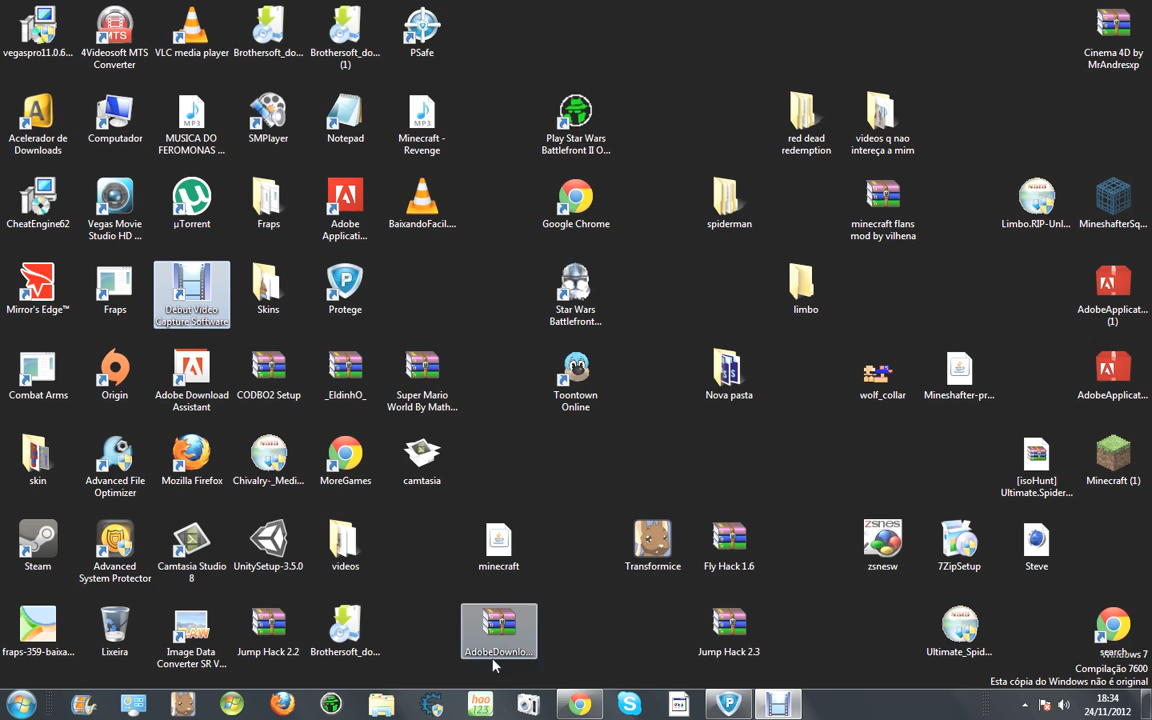 vegaspro11.0.6...
4Videosoft MTS
Converter
VLC media player
Brothersoft_do...
Brothersoft_do...
(1)
PSafe
Cinema 4D by
MrAndresxp
Acelerador de
Downloads
Computador
MUSICA DO
FEROMONAS ...
SMPlayer
Notepad
Minecraft -
Revenge
Play Star Wars
Battlefront II O...
red dead
redemption
videos q nao
intereça a mim
CheatEngine62
Vegas Movie
Studio HD ...
µTorrent
Fraps
Adobe
Applicati...
BaixandoFacil....
Google Chrome
spiderman
minecraft flans
mod by vilhena
Limbo.RIP-Unl...
MineshafterSq...
Mirror's Edge™
Fraps
Debut Video
Capture Software
Skins
Protege
Star Wars
Battlefront...
limbo
AdobeApplicat...
(1)
Combat Arms
Origin
Adobe Download
Assistant
CODBO2 Setup
_EldinhO_
Super Mario
World By Math...
Toontown
Online
Nova pasta
wolf_collar
Mineshafter-pr...
AdobeApplicat...
skin
Advanced File
Optimizer
Mozilla Firefox
Chivalry-_Medi...
MoreGames
camtasia
[isoHunt]
Ultimate.Spider...
Minecraft (1)
Steam
Advanced
System Protector
Camtasia Studio
8
UnitySetup-3.5.0
videos
minecraft
Transformice
Fly Hack 1.6
zsnes
zsnesw
7ZipSetup
Steve
fraps-359-baixa...
Lixeira
Image Data
Converter SR V...
Jump Hack 2.2
Brothersoft_do...
AdobeDownlo...
Jump Hack 2.3
Ultimate_Spid...
search
Windows 7
Compilação 7600
Esta cópia do Windows não é original
hao
123
18:34
24/11/2012